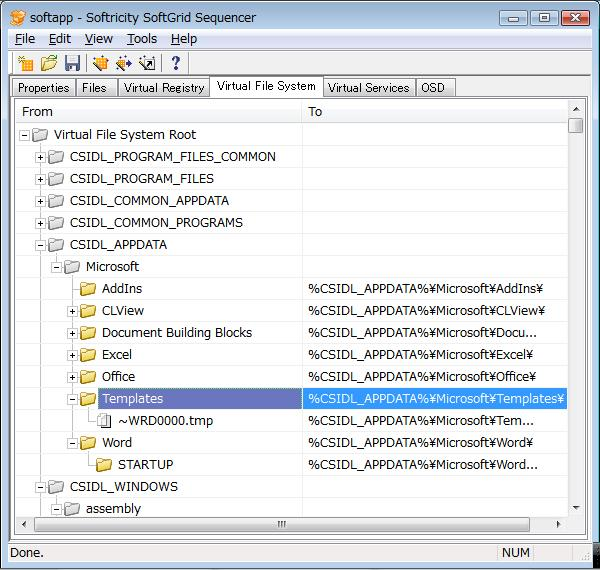 softapp - Softricity SoftGrid Sequencer
File Edit View Tools Help
Properties Files Virtual Registry Virtual File System Virtual Services OSD
From To
Virtual File System Root
CSIDL_PROGRAM_FILES_COMMON
CSIDL_PROGRAM_FILES
CSIDL_COMMON_APPDATA
CSIDL_COMMON_PROGRAMS
CSIDL_APPDATA
Microsoft
AddIns %CSIDL_APPDATA%¥Microsoft¥AddIns¥
CLView %CSIDL_APPDATA%¥Microsoft¥CLView¥
Document Building Blocks %CSIDL_APPDATA%¥Microsoft¥Docu...
Excel %CSIDL_APPDATA%¥Microsoft¥Excel¥
Office %CSIDL_APPDATA%¥Microsoft¥Office¥
Templates %CSIDL_APPDATA%¥Microsoft¥Templates¥
~WRD0000.tmp %CSIDL_APPDATA%¥Microsoft¥Tem...
Word %CSIDL_APPDATA%¥Microsoft¥Word¥
STARTUP %CSIDL_APPDATA%¥Microsoft¥Word...
CSIDL_WINDOWS
assembly
Done. NUM